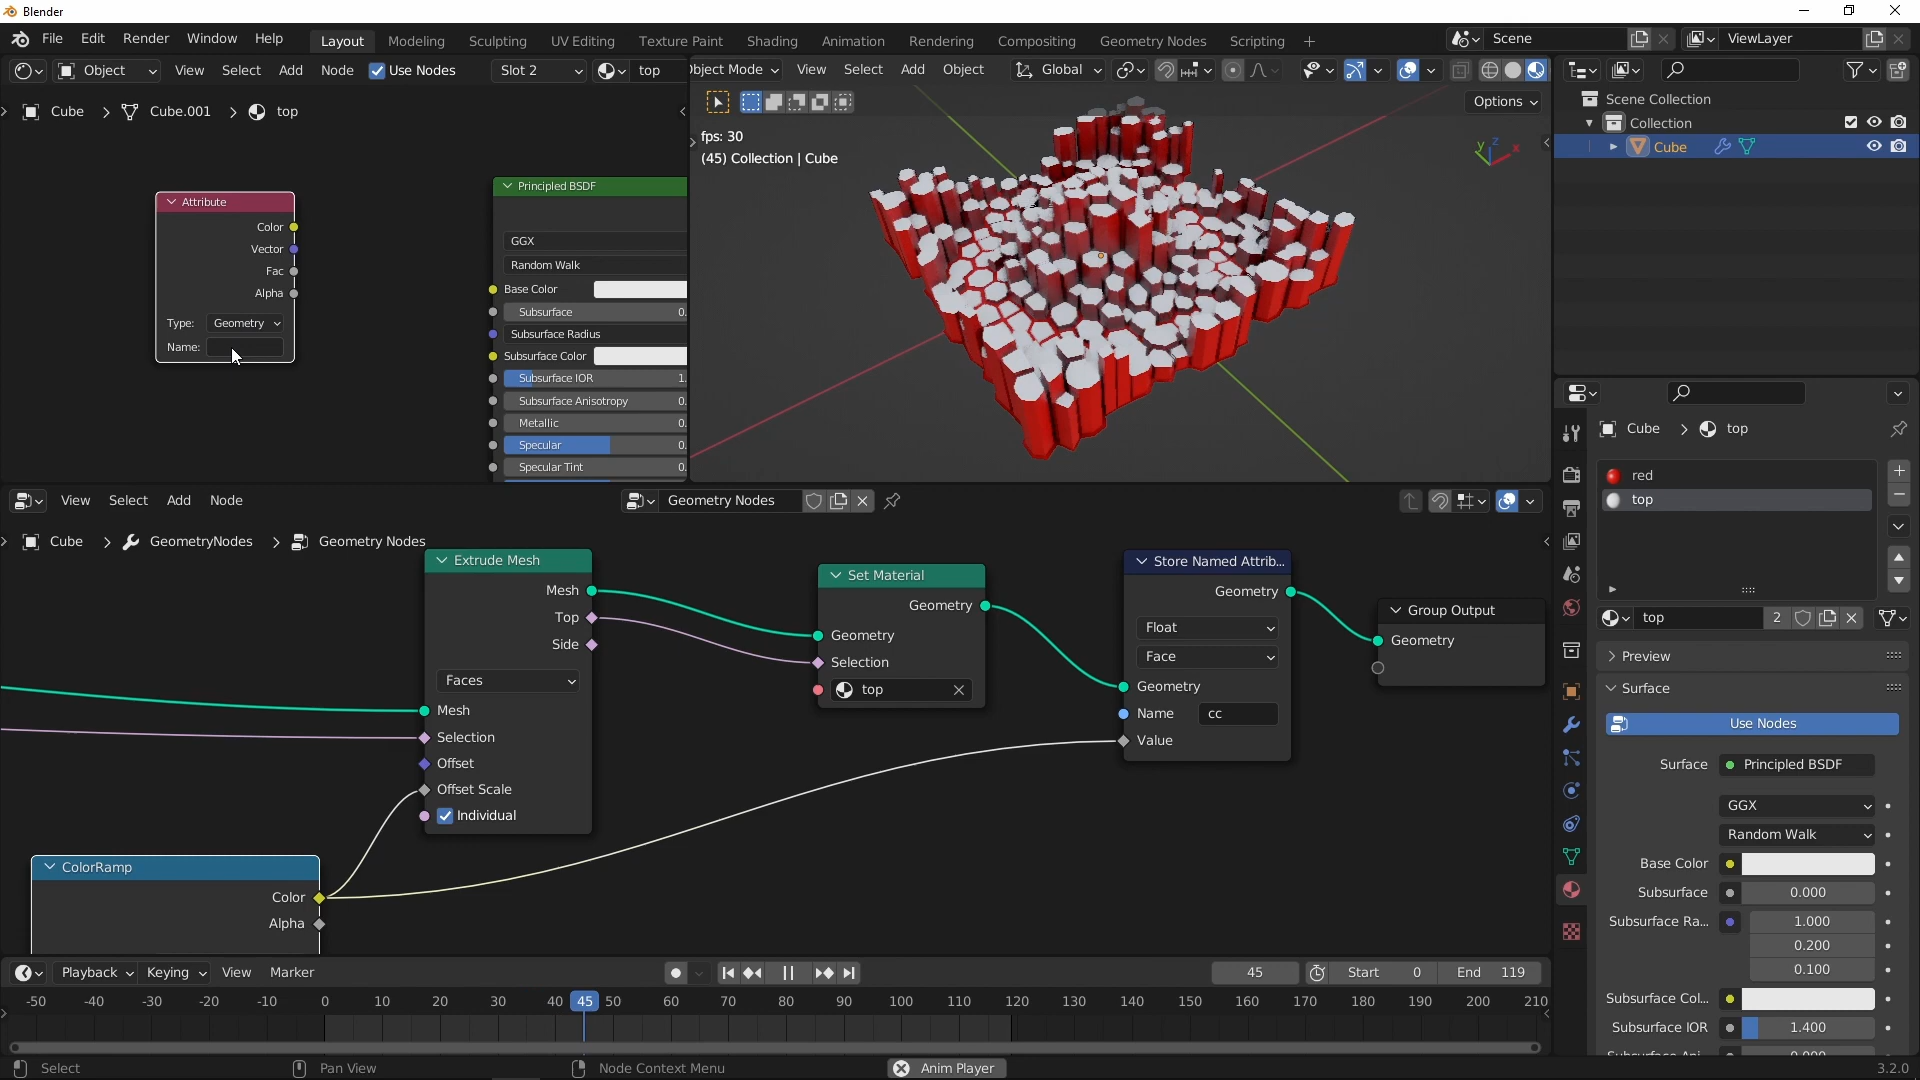 Blender
File Edit Render Window Help
Layout Modeling Sculpting UV Editing Texture Paint Shading Animation Rendering Compositing Geometry Nodes Scripting +
Scene
ViewLayer
Object View Select Add Node Use Nodes Slot 2 top
Object Mode View Select Add Object Global
Options
Cube > Cube.001 > top
fps: 30
(45) Collection | Cube
Z
Y
X
Scene Collection
Collection
Cube
Attribute
Color
Vector
Fac
Alpha
Type: Geometry
Name:
Principled BSDF
GGX
Random Walk
Base Color
Subsurface 0.
Subsurface Radius
Subsurface Color
Subsurface IOR 1.
Subsurface Anisotropy 0.
Metallic 0.
Specular 0.
Specular Tint 0.
View Select Add Node
Geometry Nodes
Cube > GeometryNodes > Geometry Nodes
Extrude Mesh
Mesh
Top
Side
Faces
Mesh
Selection
Offset
Offset Scale
Individual
Set Material
Geometry
Geometry
Selection
top
Store Named Attrib...
Geometry
Float
Face
Geometry
Name cc
Value
Group Output
Geometry
ColorRamp
Color
Alpha
Playback Keying View Marker
45 Start 0 End 119
-50 -40 -30 -20 -10 0 10 20 30 40 45 50 60 70 80 90 100 110 120 130 140 150 160 170 180 190 200 210
Select Pan View Node Context Menu Anim Player 3.2.0
Cube > top
red
top
top 2
Preview
Surface
Use Nodes
Surface Principled BSDF
GGX
Random Walk
Base Color
Subsurface 0.000
Subsurface Ra... 1.000
0.200
0.100
Subsurface Col...
Subsurface IOR 1.400